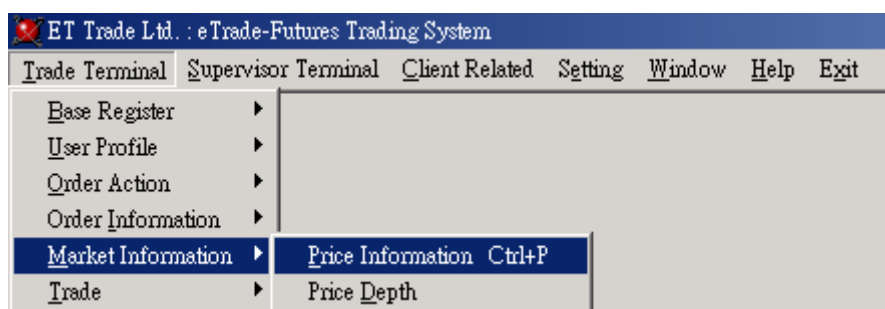 ET Trade Ltd. : eTrade-Futures Trading System
Trade Terminal Supervisor Terminal Client Related Setting Window Help Exit
Base Register
User Profile
Order Action
Order Information
Market Information Price Information Ctrl+P
Trade Price Depth